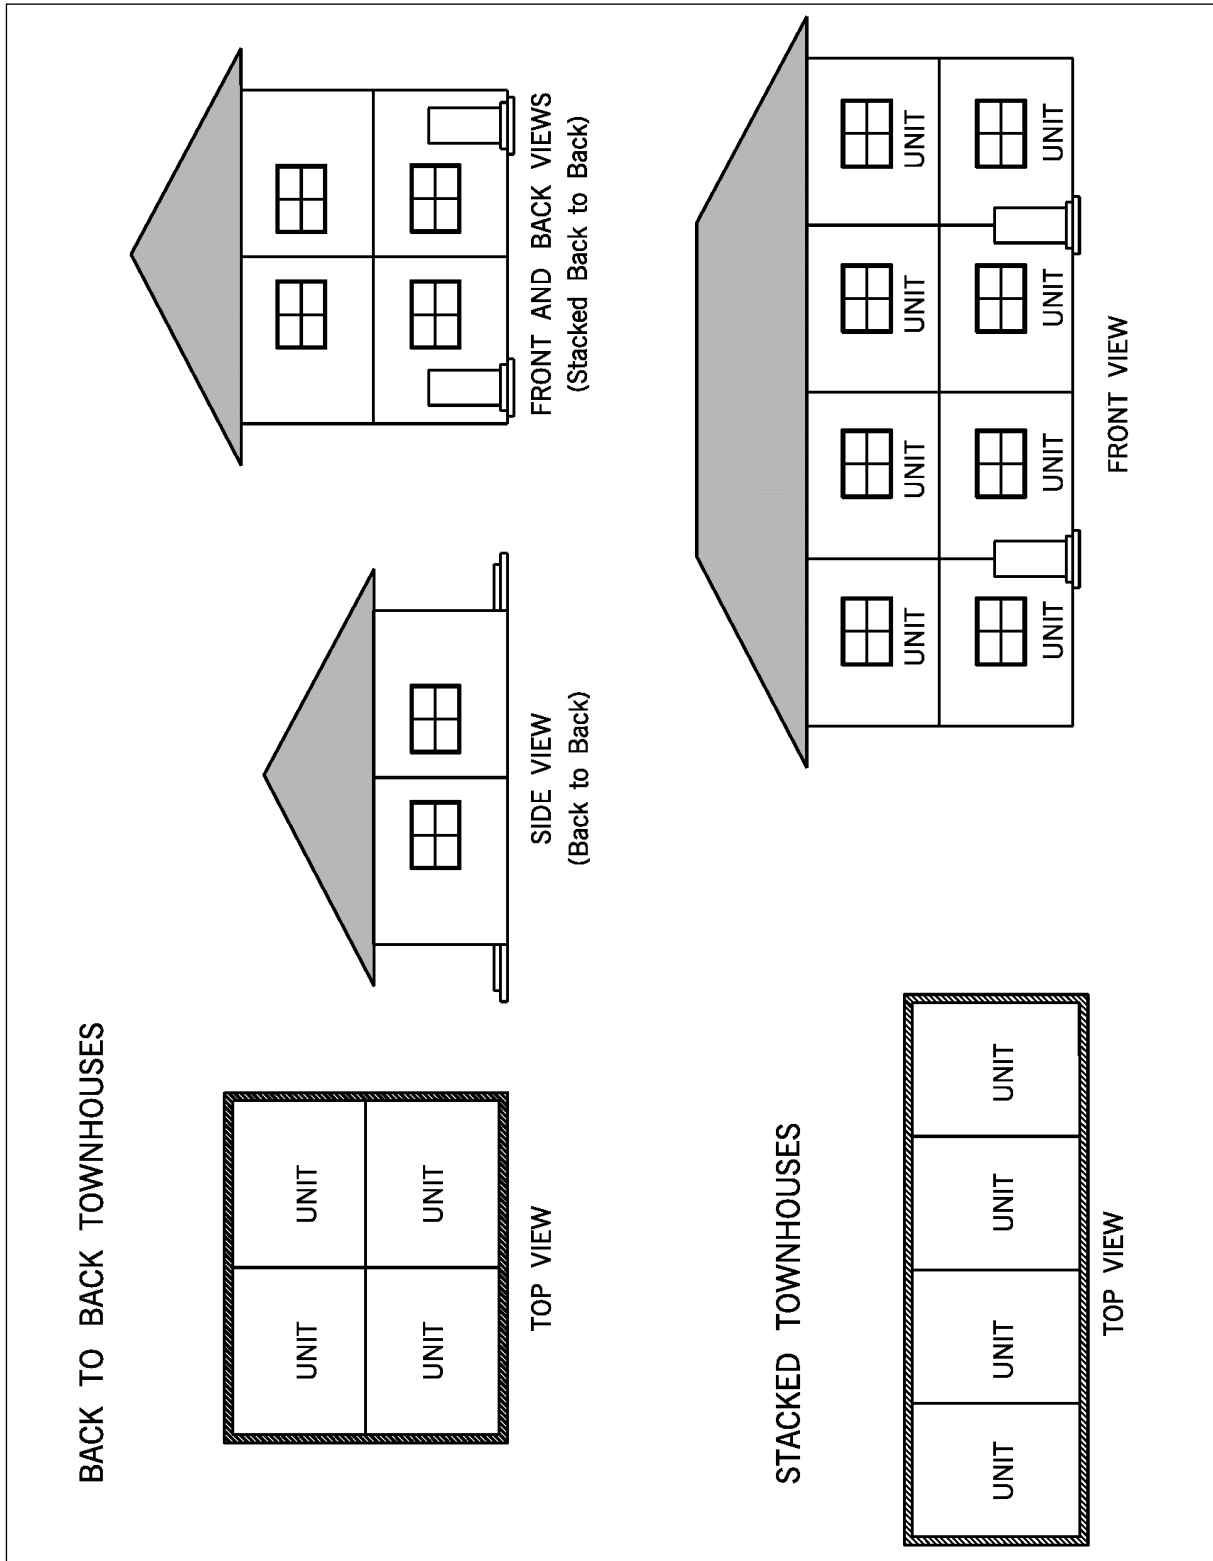 BACK TO BACK TOWNHOUSES
UNIT
UNIT
UNIT
UNIT
TOP VIEW
SIDE VIEW
(Back to Back)
FRONT AND BACK VIEWS
(Stacked Back to Back)
STACKED TOWNHOUSES
UNIT
UNIT
UNIT
UNIT
TOP VIEW
UNIT
UNIT
UNIT
UNIT
UNIT
UNIT
UNIT
UNIT
FRONT VIEW